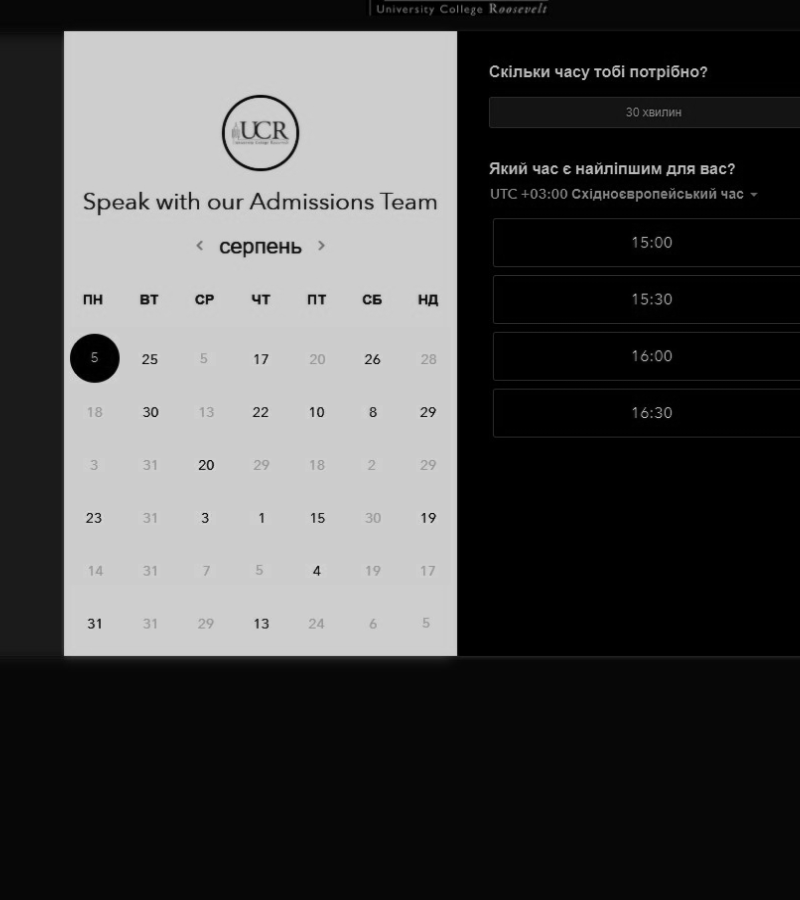 University College Roosevelt
UCR
Speak with our Admissions Team
< серпень >
ПН ВТ СР ЧТ ПТ СБ НД
5 25 5 17 20 26 28
18 30 13 22 10 8 29
3 31 20 29 18 2 29
23 31 3 1 15 30 19
14 31 7 5 4 19 17
31 31 29 13 24 6 5
Скільки часу тобі потрібно?
30 хвилин
Який час є найліпшим для вас?
UTC +03:00 Східноєвропейський час
15:00
15:30
16:00
16:30